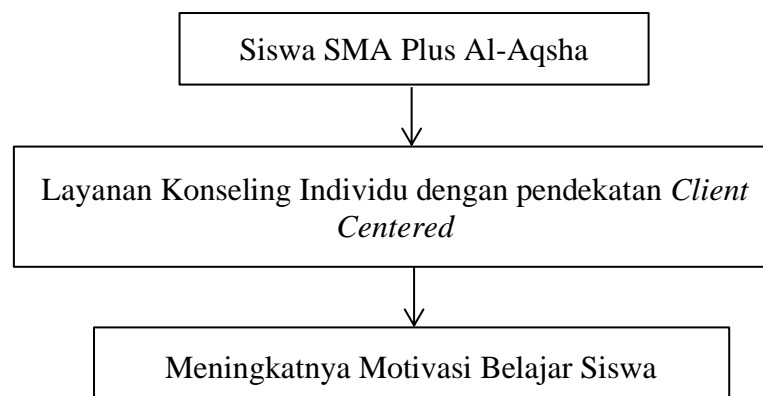 Siswa SMA Plus Al-Aqsha
Layanan Konseling Individu dengan pendekatan Client
Centered
Meningkatnya Motivasi Belajar Siswa